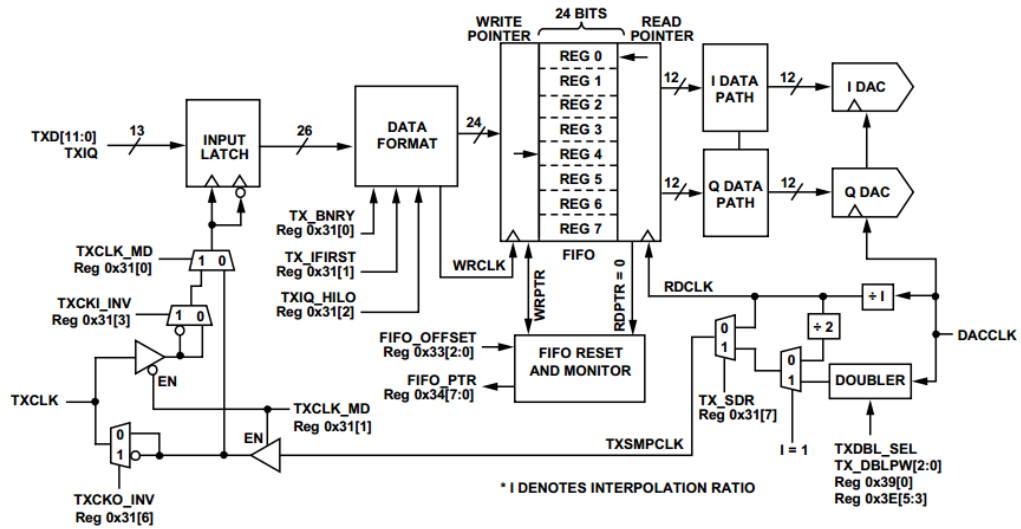 24 BITS
WRITE
POINTER
READ
POINTER
REG 0
REG 1
REG 2
REG 3
REG 4
REG 5
REG 6
REG 7
FIFO
TXD[11:0]
TXIQ
13
INPUT
LATCH
26
DATA
FORMAT
24
12
I DATA
PATH
12
I DAC
12
Q DATA
PATH
12
Q DAC
TX_BNRY
Reg 0x31[0]
TX_IFIRST
Reg 0x31[1]
TXIQ_HILO
Reg 0x31[2]
WRCLK
WRPTR
RDPTR = 0
RDCLK
÷ I
÷ 2
DACCLK
TXCLK_MD
Reg 0x31[0]
1 0
TXCKI_INV
Reg 0x31[3]
1 0
EN
TXCLK
FIFO_OFFSET
Reg 0x33[2:0]
FIFO_PTR
Reg 0x34[7:0]
FIFO RESET
AND MONITOR
0
1
TX_SDR
Reg 0x31[7]
0
1
I = 1
DOUBLER
TXDBL_SEL
TX_DBLPW[2:0]
Reg 0x39[0]
Reg 0x3E[5:3]
TXCLK_MD
Reg 0x31[1]
EN
TXSMPCLK
0
1
TXCKO_INV
Reg 0x31[6]
* I DENOTES INTERPOLATION RATIO